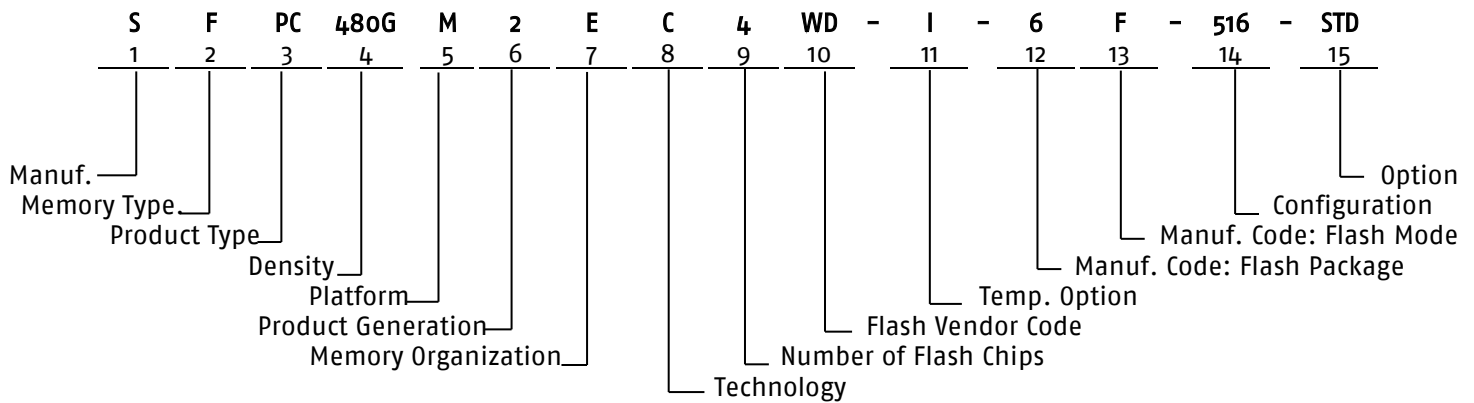 S F PC 480G M 2 E C 4 WD - I - 6 F - 516 - STD
1 2 3 4 5 6 7 8 9 10 11 12 13 14 15
Manuf. Option
Memory Type. Configuration
Product Type Manuf. Code: Flash Mode
Density Manuf. Code: Flash Package
Platform Temp. Option
Product Generation Flash Vendor Code
Memory Organization Number of Flash Chips
Technology